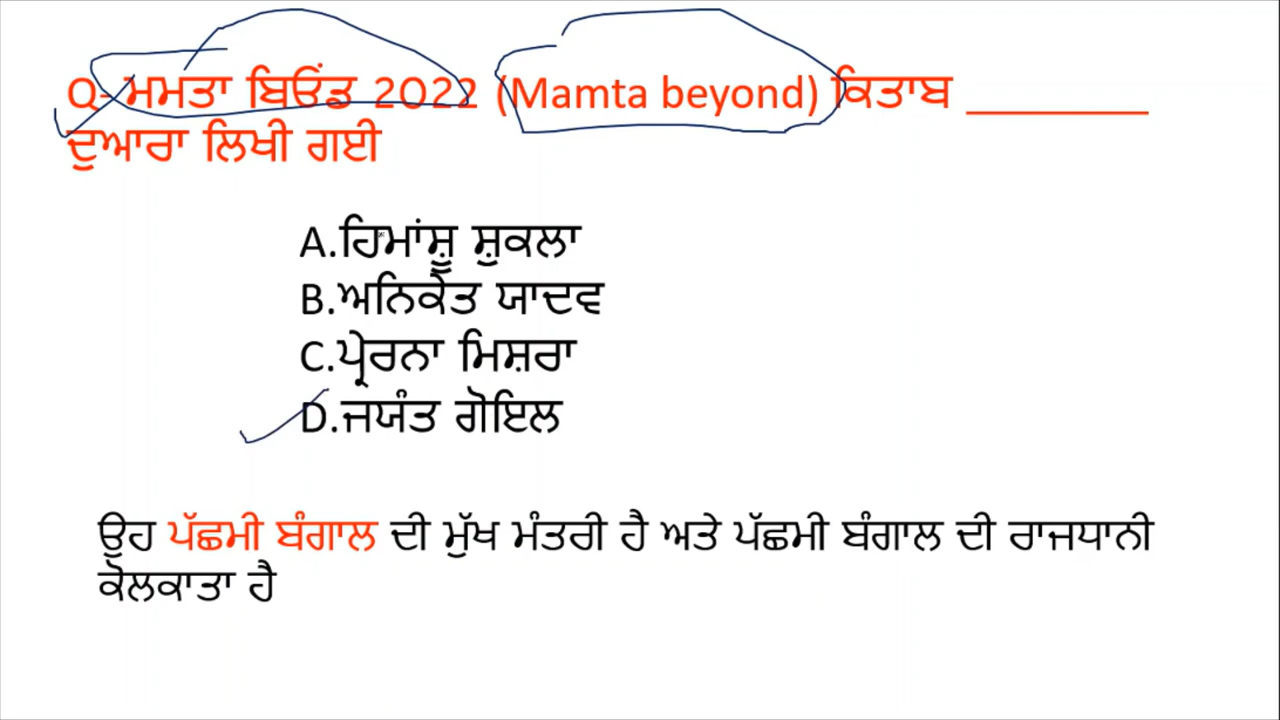 Q- ਮਮਤਾ ਬਿਓਂਡ 2022 (Mamta beyond) ਕਿਤਾਬ __________
ਦੁਆਰਾ ਲਿਖੀ ਗਈ
A.ਹਿਮਾਂਸ਼ੂ ਸ਼ੁਕਲਾ
B.ਅਨਿਕੇਤ ਯਾਦਵ
C.ਪ੍ਰੇਰਨਾ ਮਿਸ਼ਰਾ
D.ਜਯੰਤ ਗੋਇਲ
ਉਹ ਪੱਛਮੀ ਬੰਗਾਲ ਦੀ ਮੁੱਖ ਮੰਤਰੀ ਹੈ ਅਤੇ ਪੱਛਮੀ ਬੰਗਾਲ ਦੀ ਰਾਜਧਾਨੀ
ਕੋਲਕਾਤਾ ਹੈ